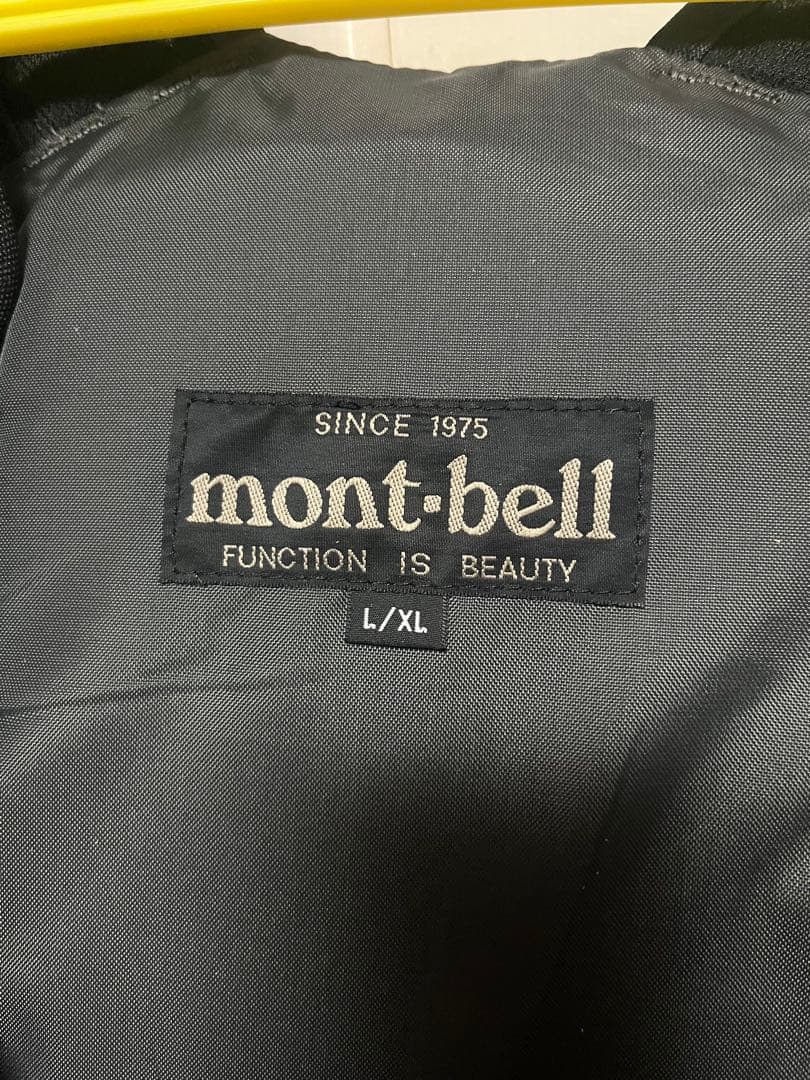 SINCE 1975
mont·bell
FUNCTION IS BEAUTY
L/XL